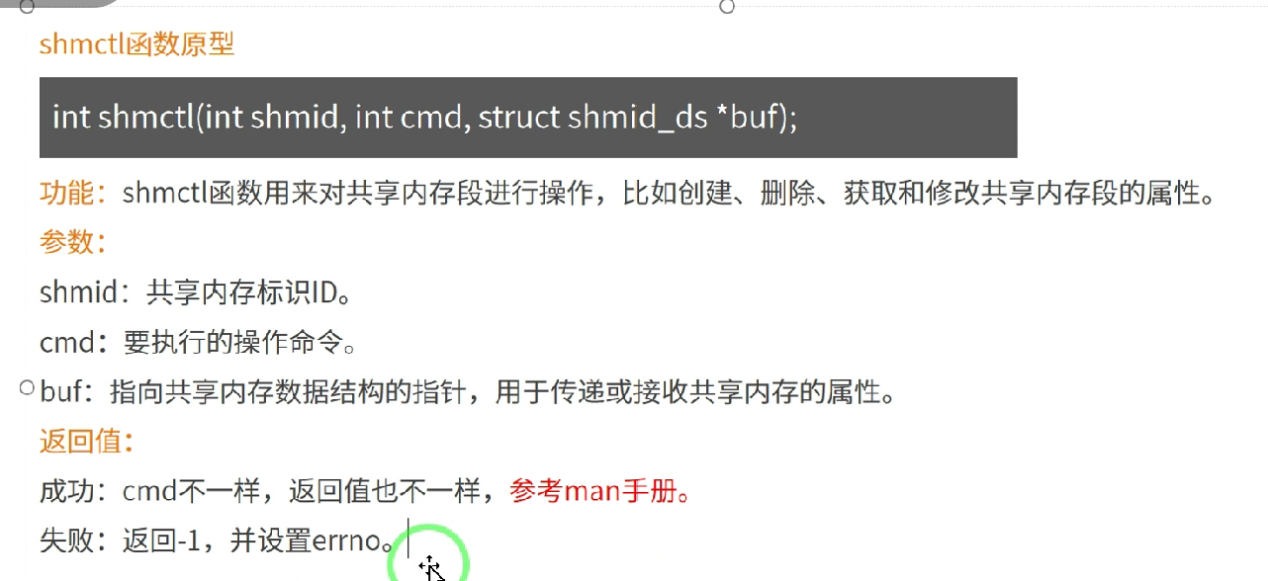 shmctl函数原型
int shmctl(int shmid, int cmd, struct shmid_ds *buf);
功能：shmctl函数用来对共享内存段进行操作，比如创建、删除、获取和修改共享内存段的属性。
参数：
shmid：共享内存标识ID。
cmd：要执行的操作命令。
buf：指向共享内存数据结构的指针，用于传递或接收共享内存的属性。
返回值：
成功：cmd不一样，返回值也不一样，参考man手册。
失败：返回-1，并设置errno。